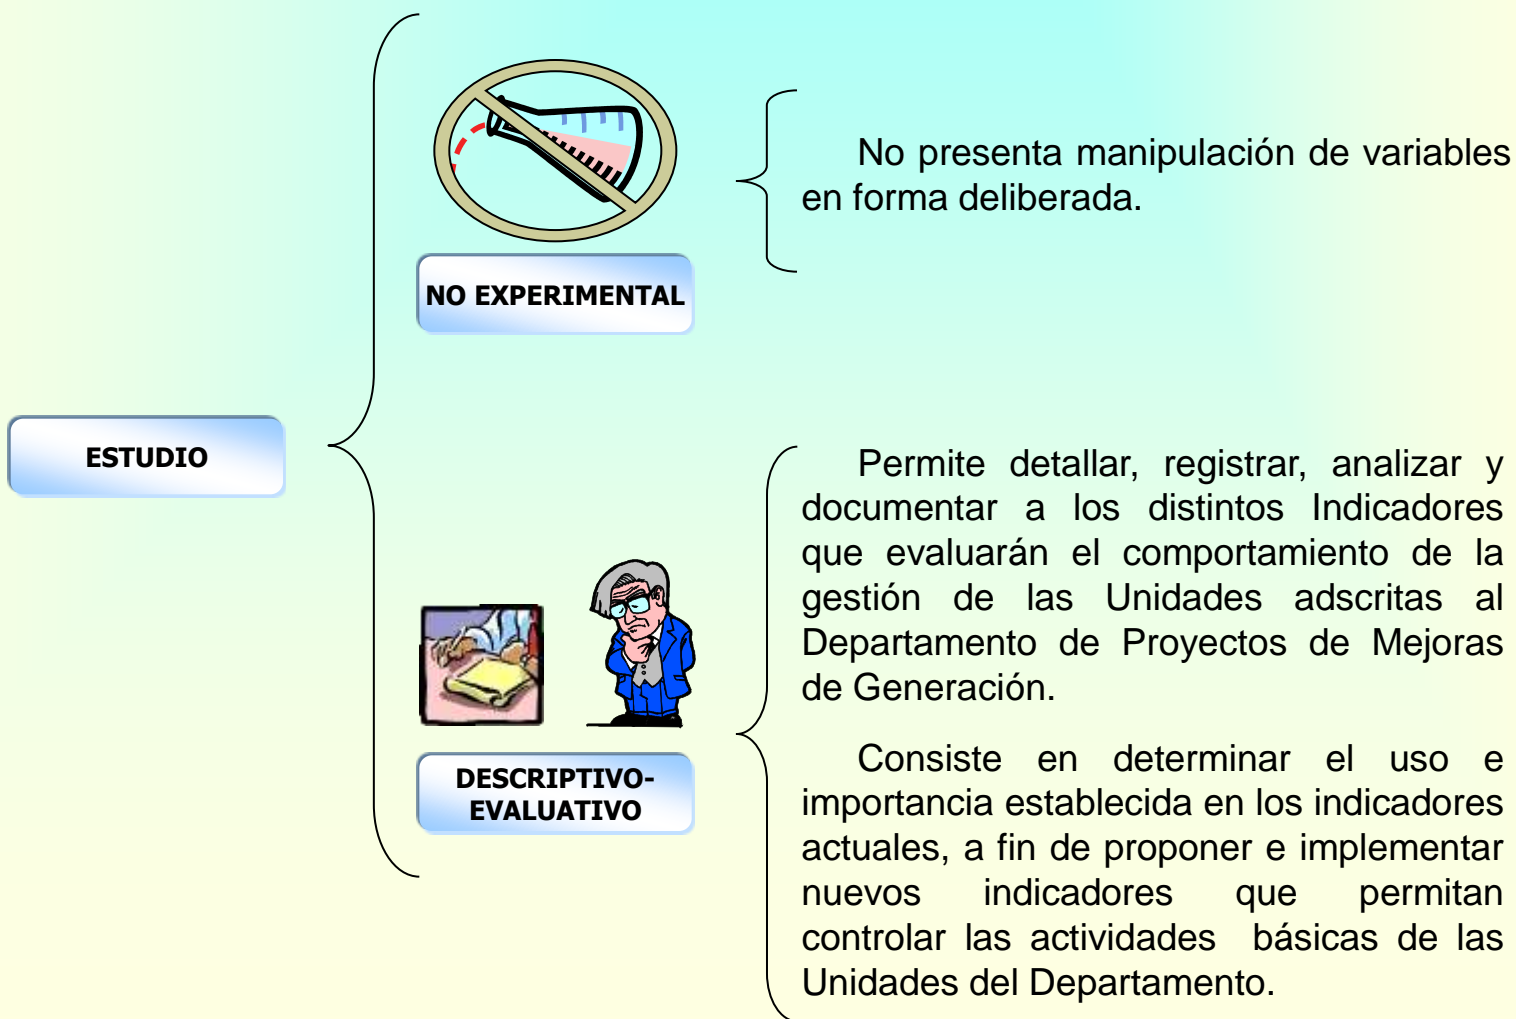 No presenta manipulación de variables
en forma deliberada.
NO EXPERIMENTAL
ESTUDIO
Permite detallar, registrar, analizar y
documentar a los distintos Indicadores
que evaluarán el comportamiento de la
gestión de las Unidades adscritas al
Departamento de Proyectos de Mejoras
de Generación.
DESCRIPTIVO-
EVALUATIVO
Consiste en determinar el uso e
importancia establecida en los indicadores
actuales, a fin de proponer e implementar
nuevos indicadores que permitan
controlar las actividades básicas de las
Unidades del Departamento.